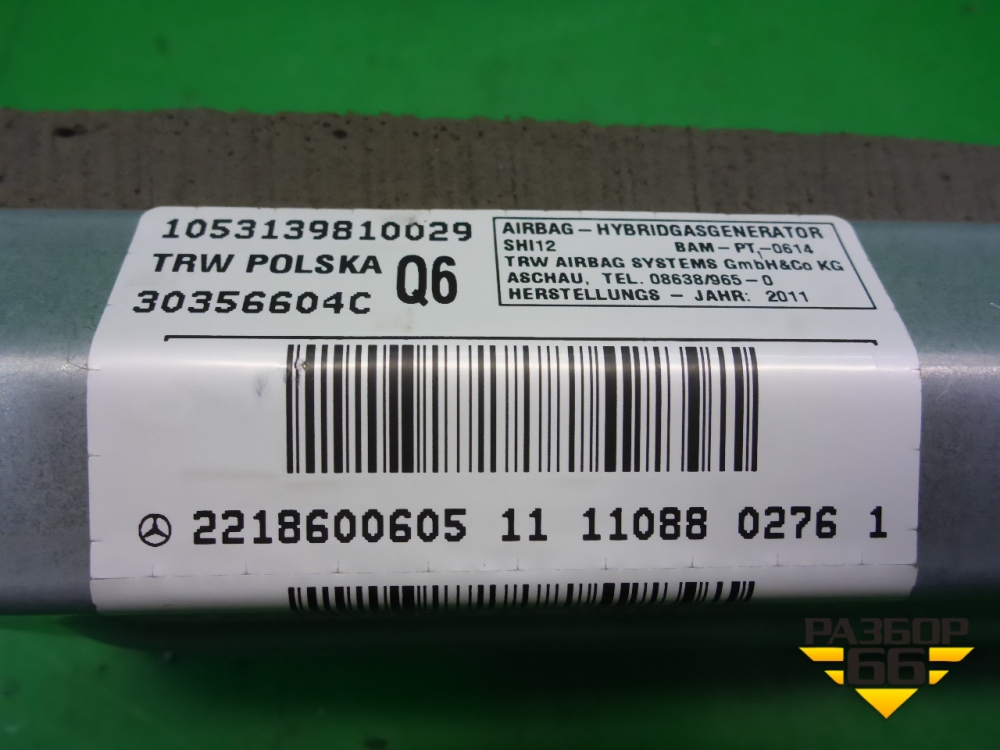 1053139810029
TRW POLSKA
30356604C
Q6
AIRBAG – HYBRIDGASGENERATOR
SHI12 BAM-PT,-0614
TRW AIRBAG SYSTEMS GmbH&Co KG
ASCHAU, TEL. 08638/965-0
HERSTELLUNGS – JAHR: 2011
2218600605 11 11088 0276 1
РАЗБОР
66